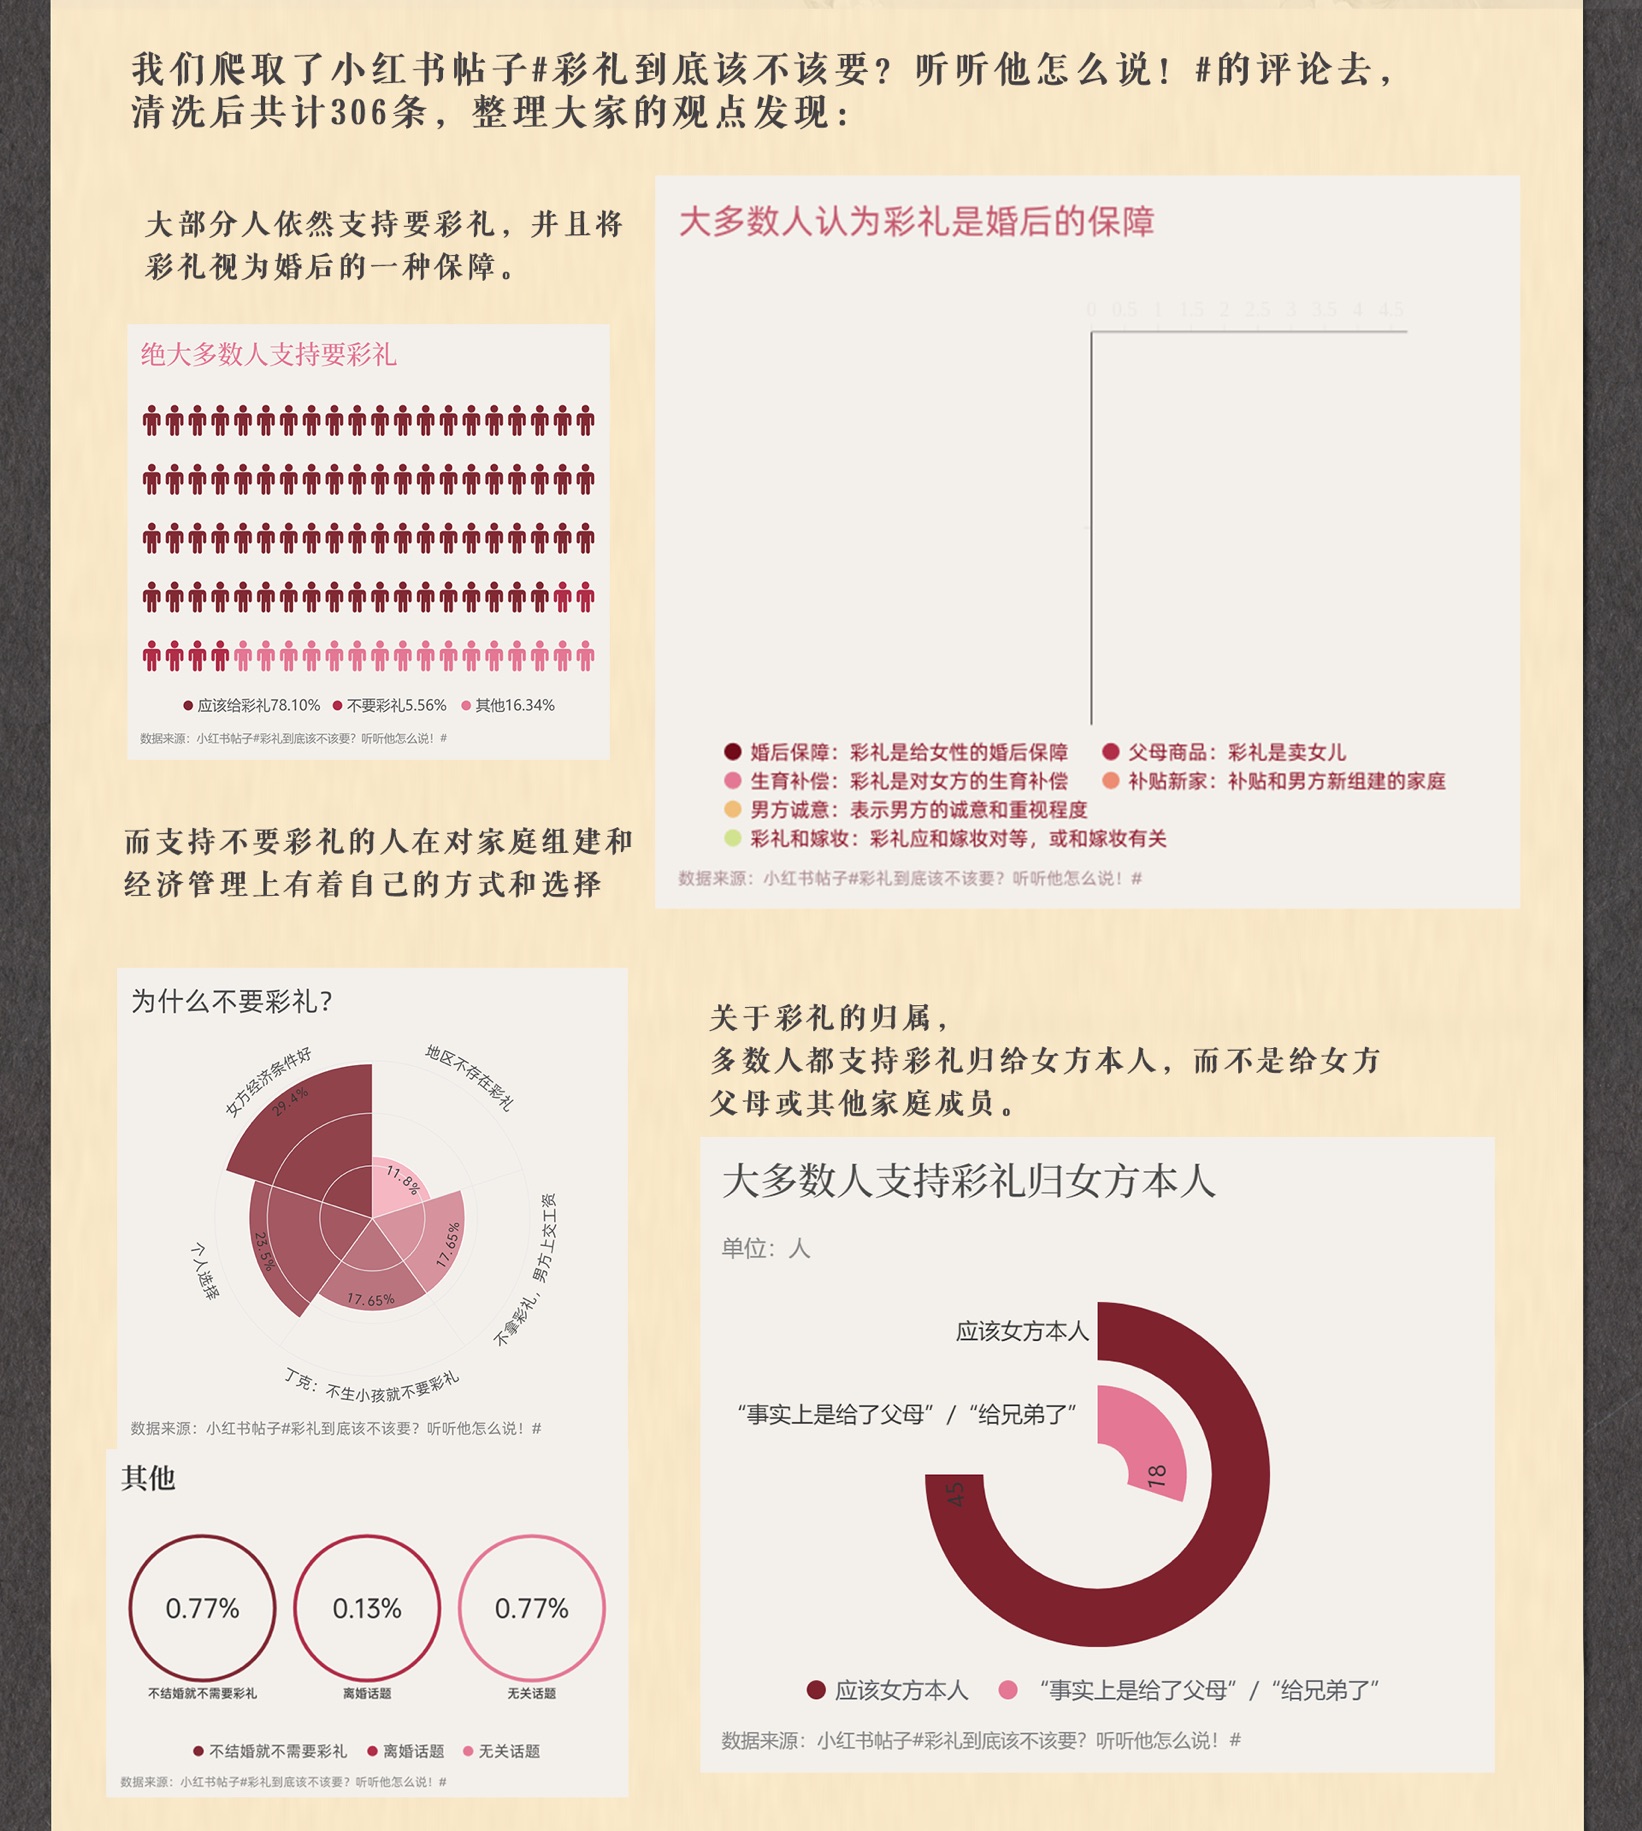 我们爬取了小红书帖子#彩礼到底该不该要？听听他怎么说！#的评论去，
清洗后共计306条，整理大家的观点发现：
大部分人依然支持要彩礼，并且将
彩礼视为婚后的一种保障。
绝大多数人支持要彩礼
应该给彩礼78.10% 不要彩礼5.56% 其他16.34%
数据来源：小红书帖子#彩礼到底该不该要？听听他怎么说！#
大多数人认为彩礼是婚后的保障
0 0.5 1 1.5 2 2.5 3 3.5 4 4.5
婚后保障：彩礼是给女性的婚后保障 父母商品：彩礼是卖女儿
生育补偿：彩礼是对女方的生育补偿 补贴新家：补贴和男方新组建的家庭
男方诚意：表示男方的诚意和重视程度
彩礼和嫁妆：彩礼应和嫁妆对等，或和嫁妆有关
数据来源：小红书帖子#彩礼到底该不该要？听听他怎么说！#
而支持不要彩礼的人在对家庭组建和
经济管理上有着自己的方式和选择
为什么不要彩礼？
女方经济条件好
29.4%
地区不存在彩礼
11.8%
不拿彩礼，男方上交工资
17.65%
丁克：不生小孩就不要彩礼
17.65%
个人选择
23.5%
数据来源：小红书帖子#彩礼到底该不该要？听听他怎么说！#
其他
0.77% 0.13% 0.77%
不结婚就不需要彩礼 离婚话题 无关话题
不结婚就不需要彩礼 离婚话题 无关话题
数据来源：小红书帖子#彩礼到底该不该要？听听他怎么说！#
关于彩礼的归属，
多数人都支持彩礼归给女方本人，而不是给女方
父母或其他家庭成员。
大多数人支持彩礼归女方本人
单位：人
应该女方本人
“事实上是给了父母” / “给兄弟了”
18
45
应该女方本人 “事实上是给了父母” / “给兄弟了”
数据来源：小红书帖子#彩礼到底该不该要？听听他怎么说！#